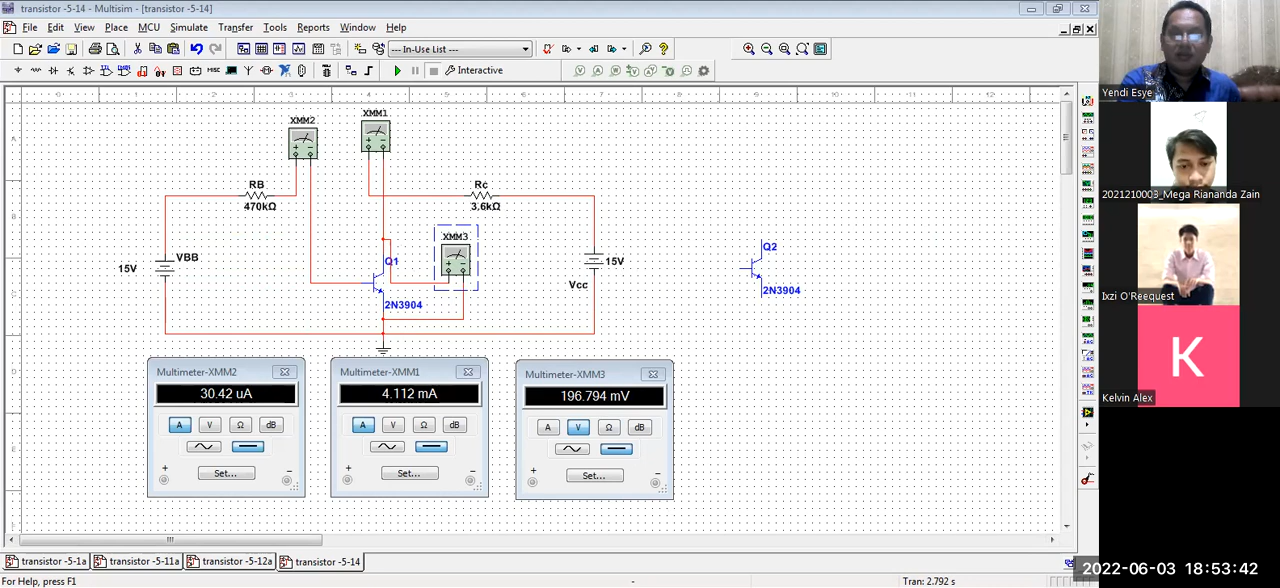 transistor -5-14 - Multisim - [transistor -5-14]
File Edit View Place MCU Simulate Transfer Tools Reports Window Help
--- In-Use List ---
Interactive
XMM2
XMM1
RB
470kΩ
Rc
3.6kΩ
XMM3
15V
VBB
Q1
2N3904
15V
Vcc
Q2
2N3904
Multimeter-XMM2
30.42 uA
A V Ω dB
+ Set... -
Multimeter-XMM1
4.112 mA
A V Ω dB
+ Set... -
Multimeter-XMM3
196.794 mV
A V Ω dB
+ Set... -
transistor -5-1a transistor -5-11a transistor -5-12a transistor -5-14
For Help, press F1
-
Tran: 2.792 s
Yendi Esye
2021210003_Mega Riananda Zain
Ixzi O'Reequest
K
Kelvin Alex
2022-06-03 18:53:42